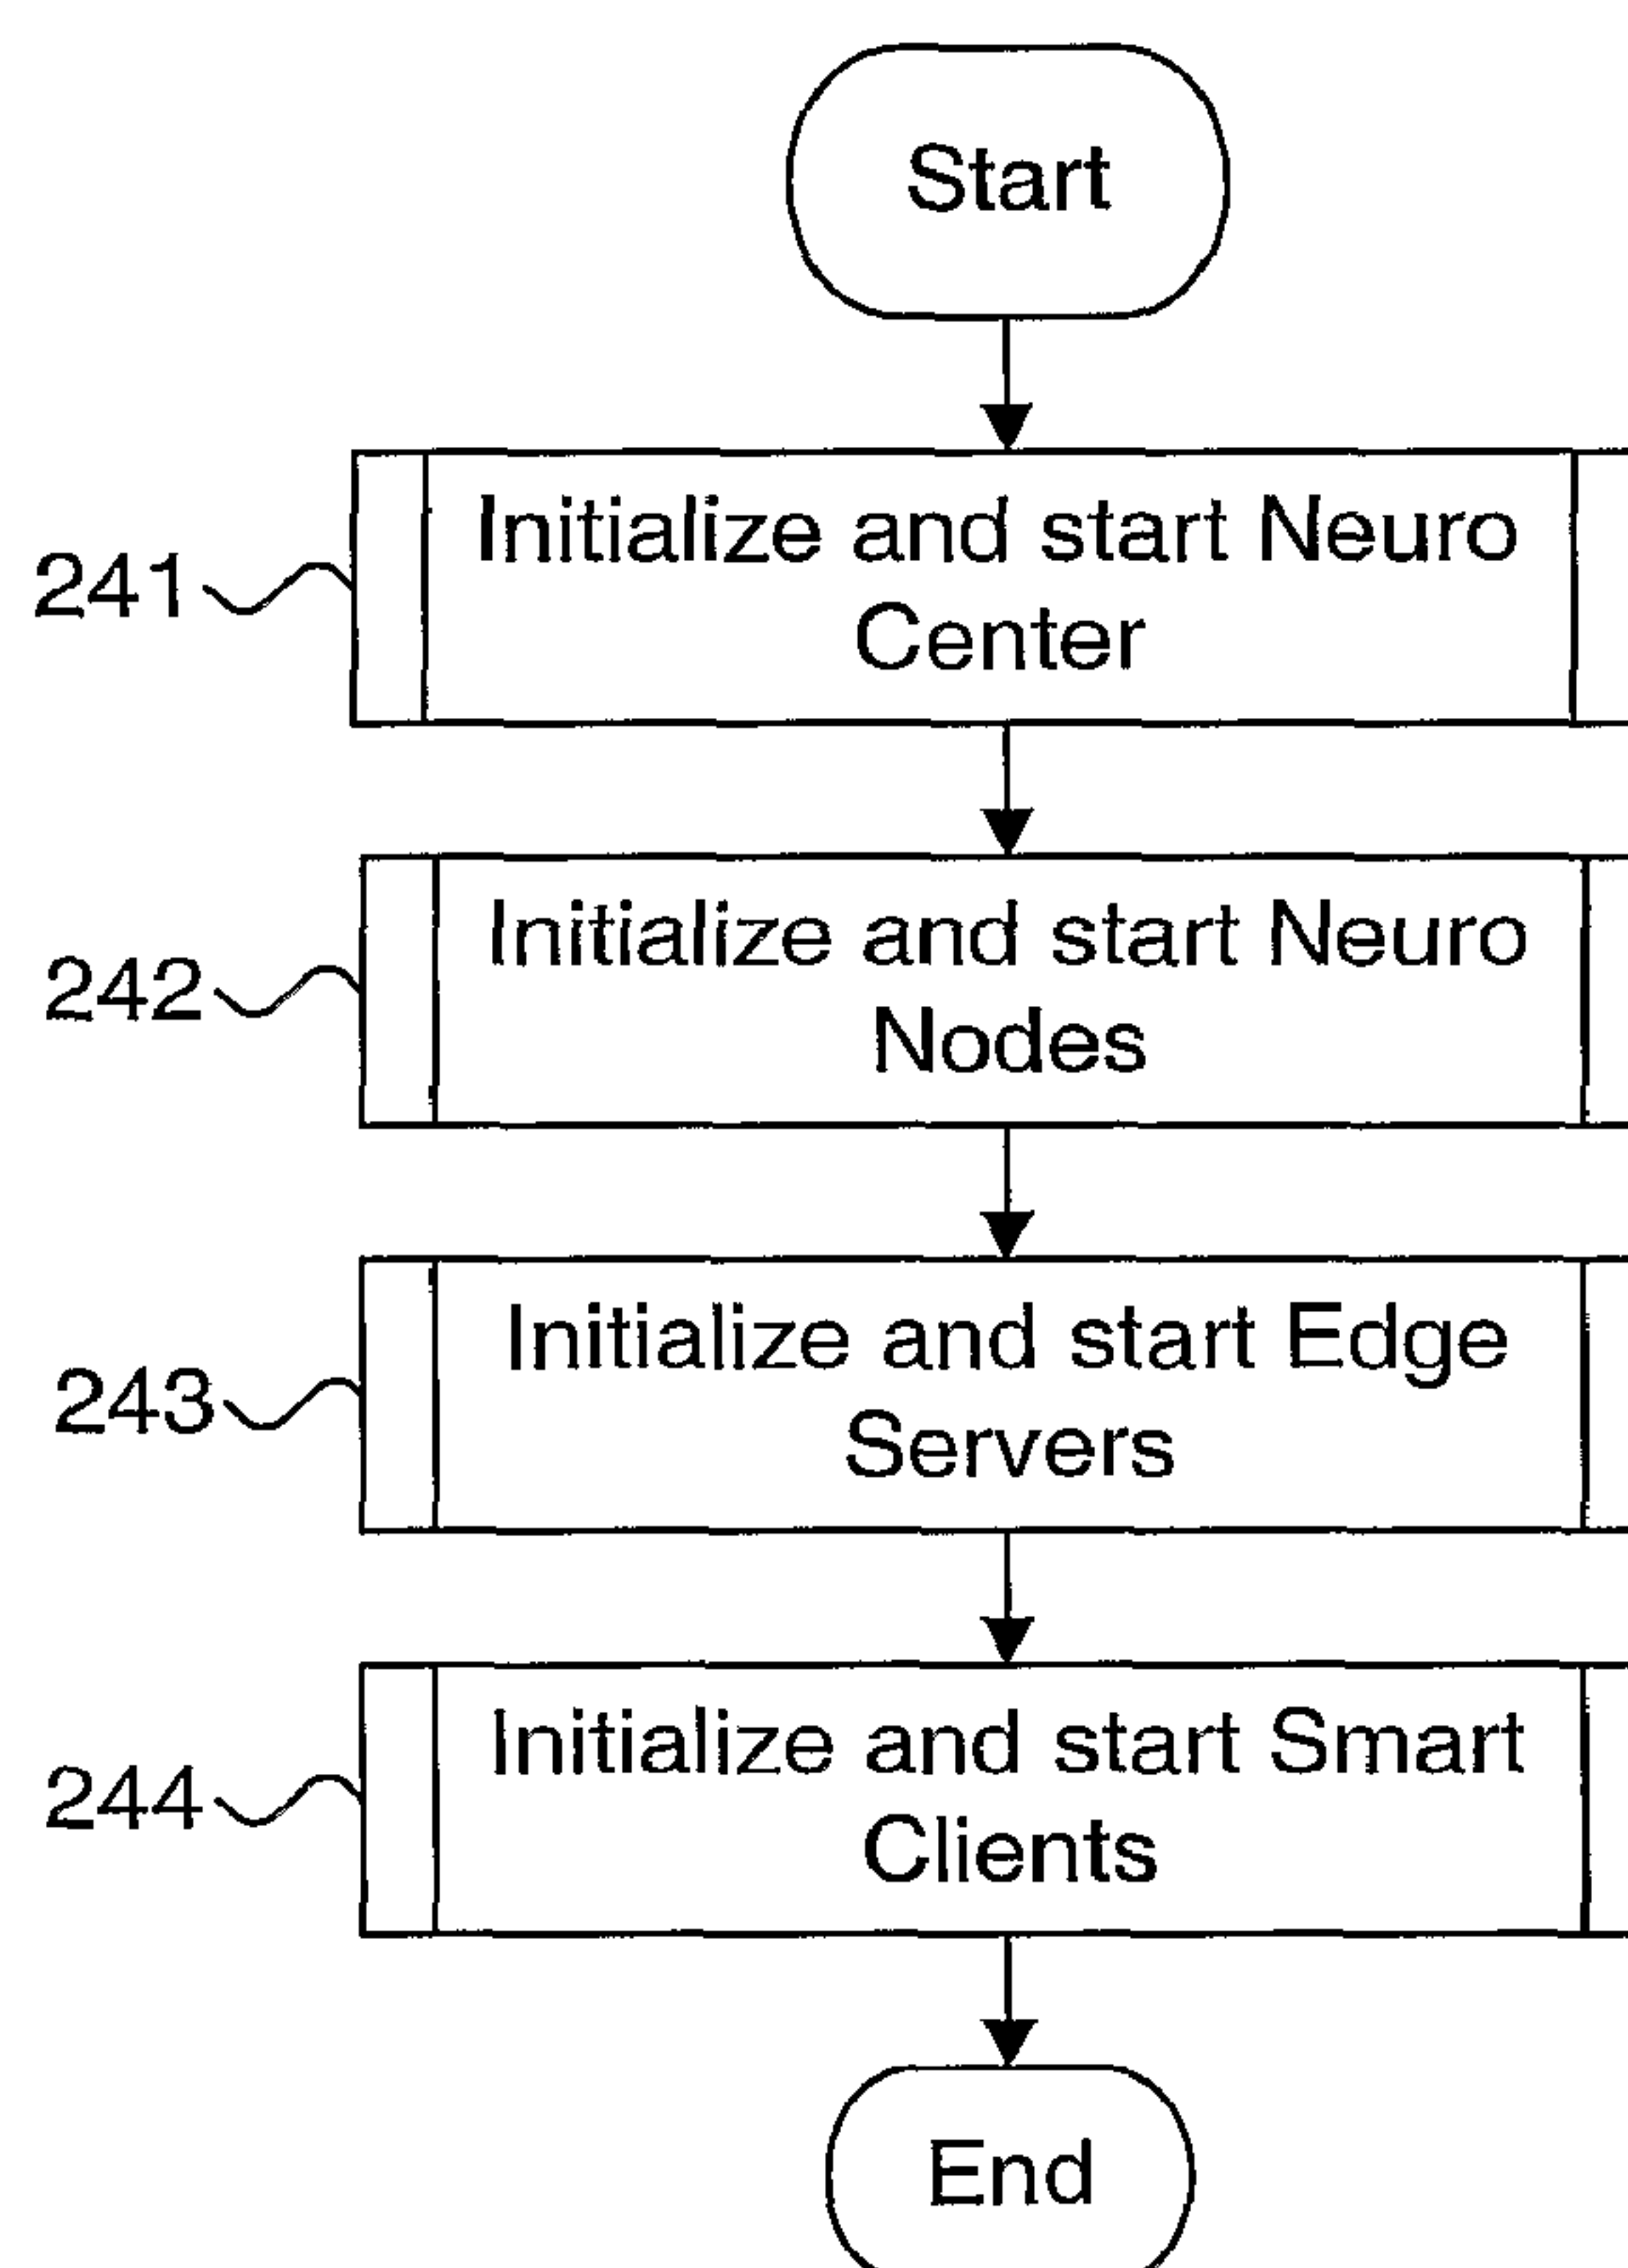 Start
241
Initialize and start Neuro
Center
242
Initialize and start Neuro
Nodes
243
Initialize and start Edge
Servers
244
Initialize and start Smart
Clients
End